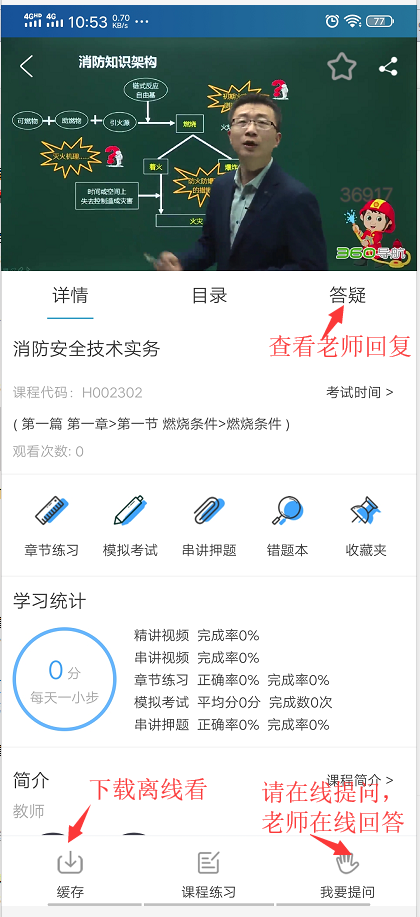 4GHD 4G 10:53 0.70 KB/s ··· 77
消防知识架构
链式反应
自由基
可燃物
助燃物
引火源
燃烧
灭火机理……
着火
爆炸
防火防爆
的措施
时间或空间上
失去控制造成灾害
火灾
36917
360导航
详情 目录 答疑
查看老师回复
消防安全技术实务
课程代码：H002302 考试时间 >
( 第一篇 第一章>第一节 燃烧条件>燃烧条件 )
观看次数: 0
章节练习 模拟考试 串讲押题 错题本 收藏夹
学习统计
0 分
每天一小步
精讲视频 完成率0%
串讲视频 完成率0%
章节练习 正确率0% 完成率0%
模拟考试 平均分0分 完成数0次
串讲押题 正确率0% 完成率0%
简介 课程简介 >
教师
下载离线看
请在线提问，
老师在线回答
缓存 课程练习 我要提问